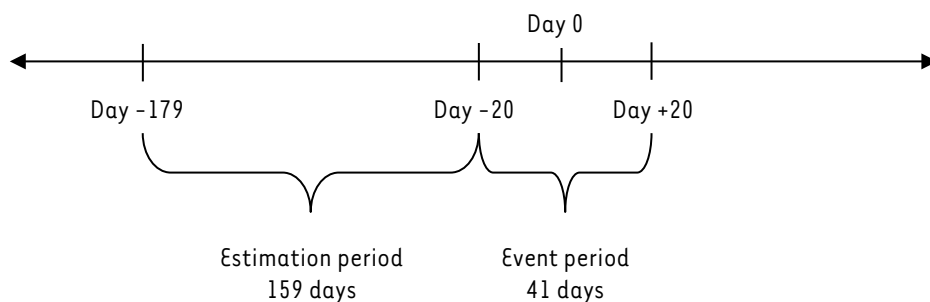 Day 0
Day -179
Day -20
Day +20
Estimation period
159 days
Event period
41 days